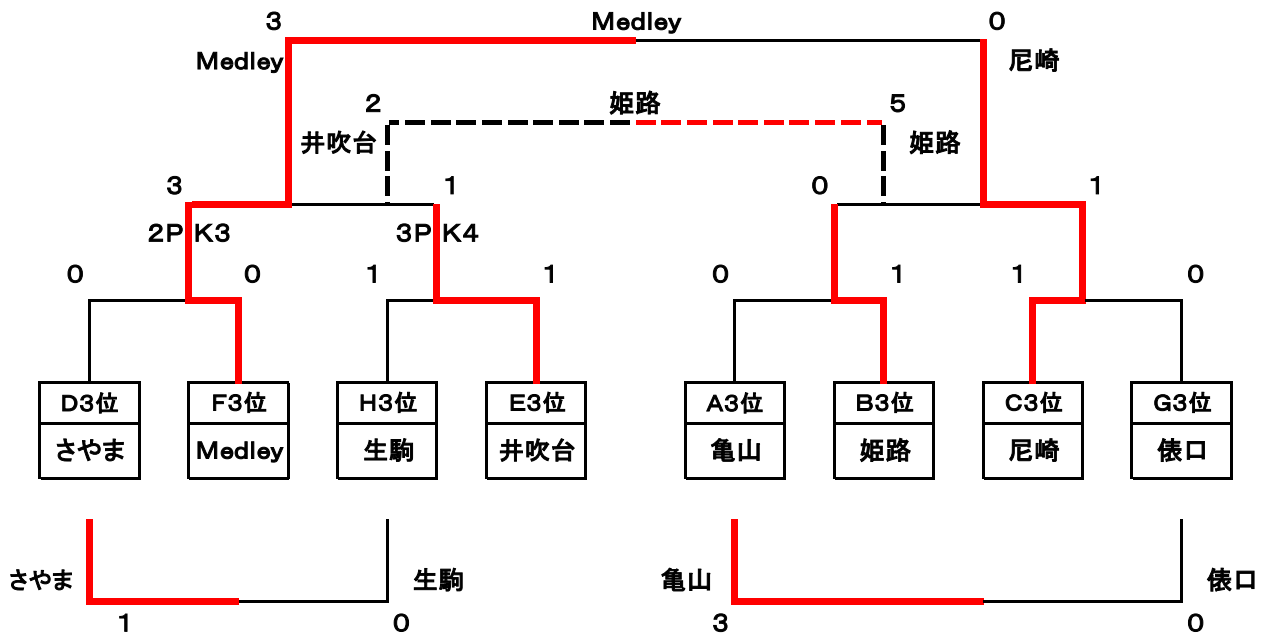 3 Medley 0
Medley 尼崎
2 姫路 5
井吹台 姫路
3 1 0 1
2PK3 3PK4
0 0 1 1 0 1 1 0
D3位 F3位 H3位 E3位 A3位 B3位 C3位 G3位
さやま Medley 生駒 井吹台 亀山 姫路 尼崎 俵口
さやま 生駒 亀山 俵口
1 0 3 0